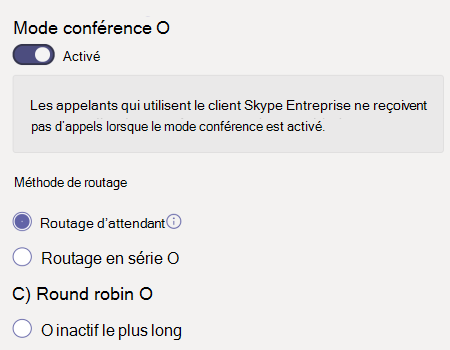 Mode conférence O
Activé
Les appelants qui utilisent le client Skype Entreprise ne reçoivent
pas d'appels lorsque le mode conférence est activé.
Méthode de routage
Routage d'attendant
Routage en série O
C) Round robin O
O inactif le plus long